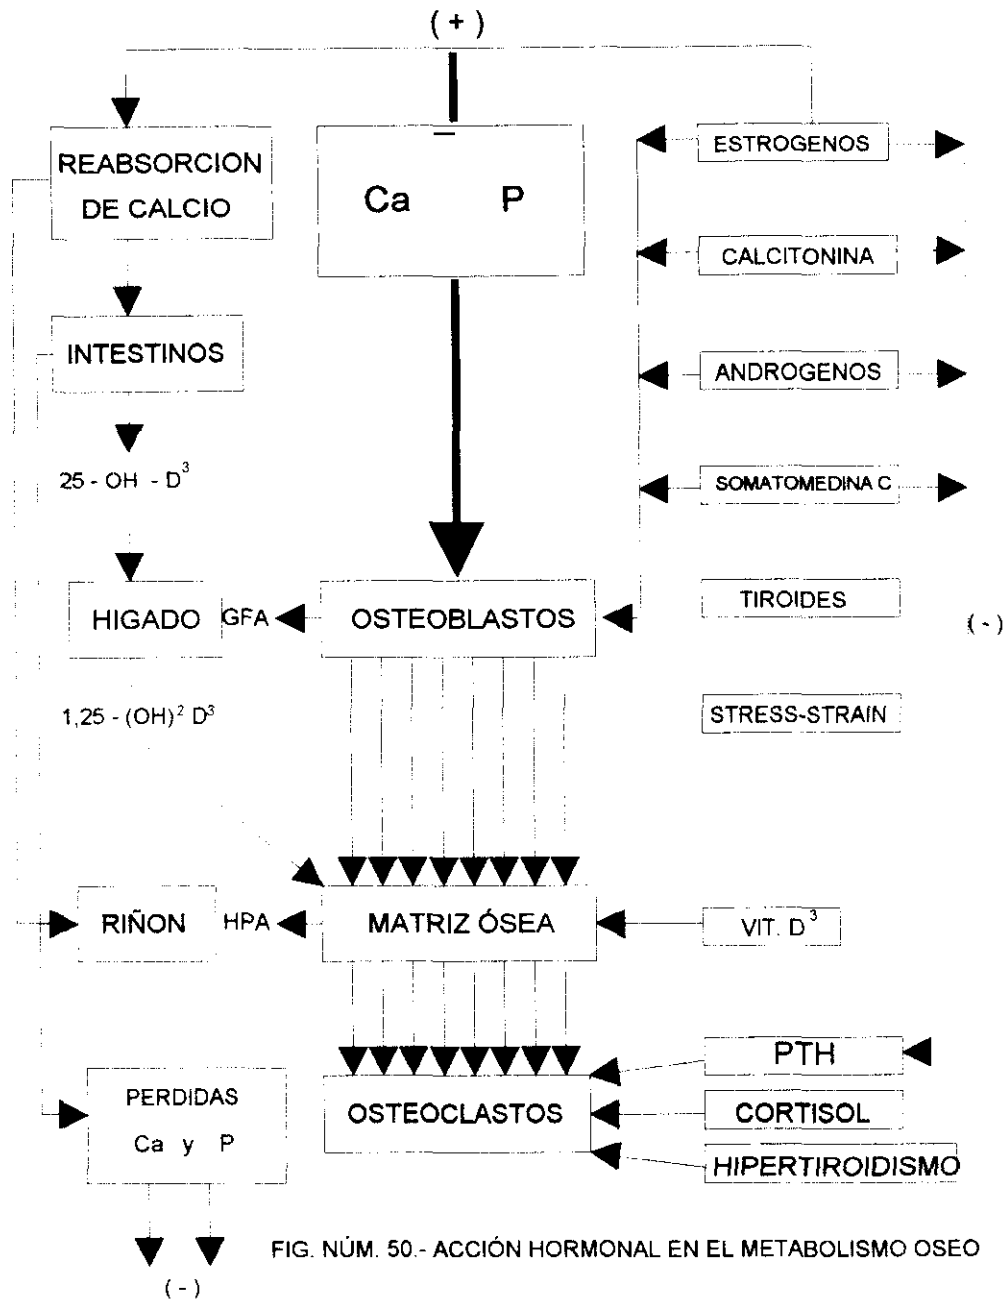 ( + )
REABSORCION
DE CALCIO
Ca P
ESTROGENOS
CALCITONINA
INTESTINOS
ANDROGENOS
25 - OH - D³
SOMATOMEDINA C
HIGADO GFA OSTEOBLASTOS
TIROIDES
( - )
1,25 - (OH)² D³
STRESS-STRAIN
RIÑON HPA MATRIZ ÓSEA
VIT. D³
PTH
PERDIDAS
Ca y P
OSTEOCLASTOS
CORTISOL
HIPERTIROIDISMO
FIG. NÚM. 50.- ACCIÓN HORMONAL EN EL METABOLISMO OSEO
( - )